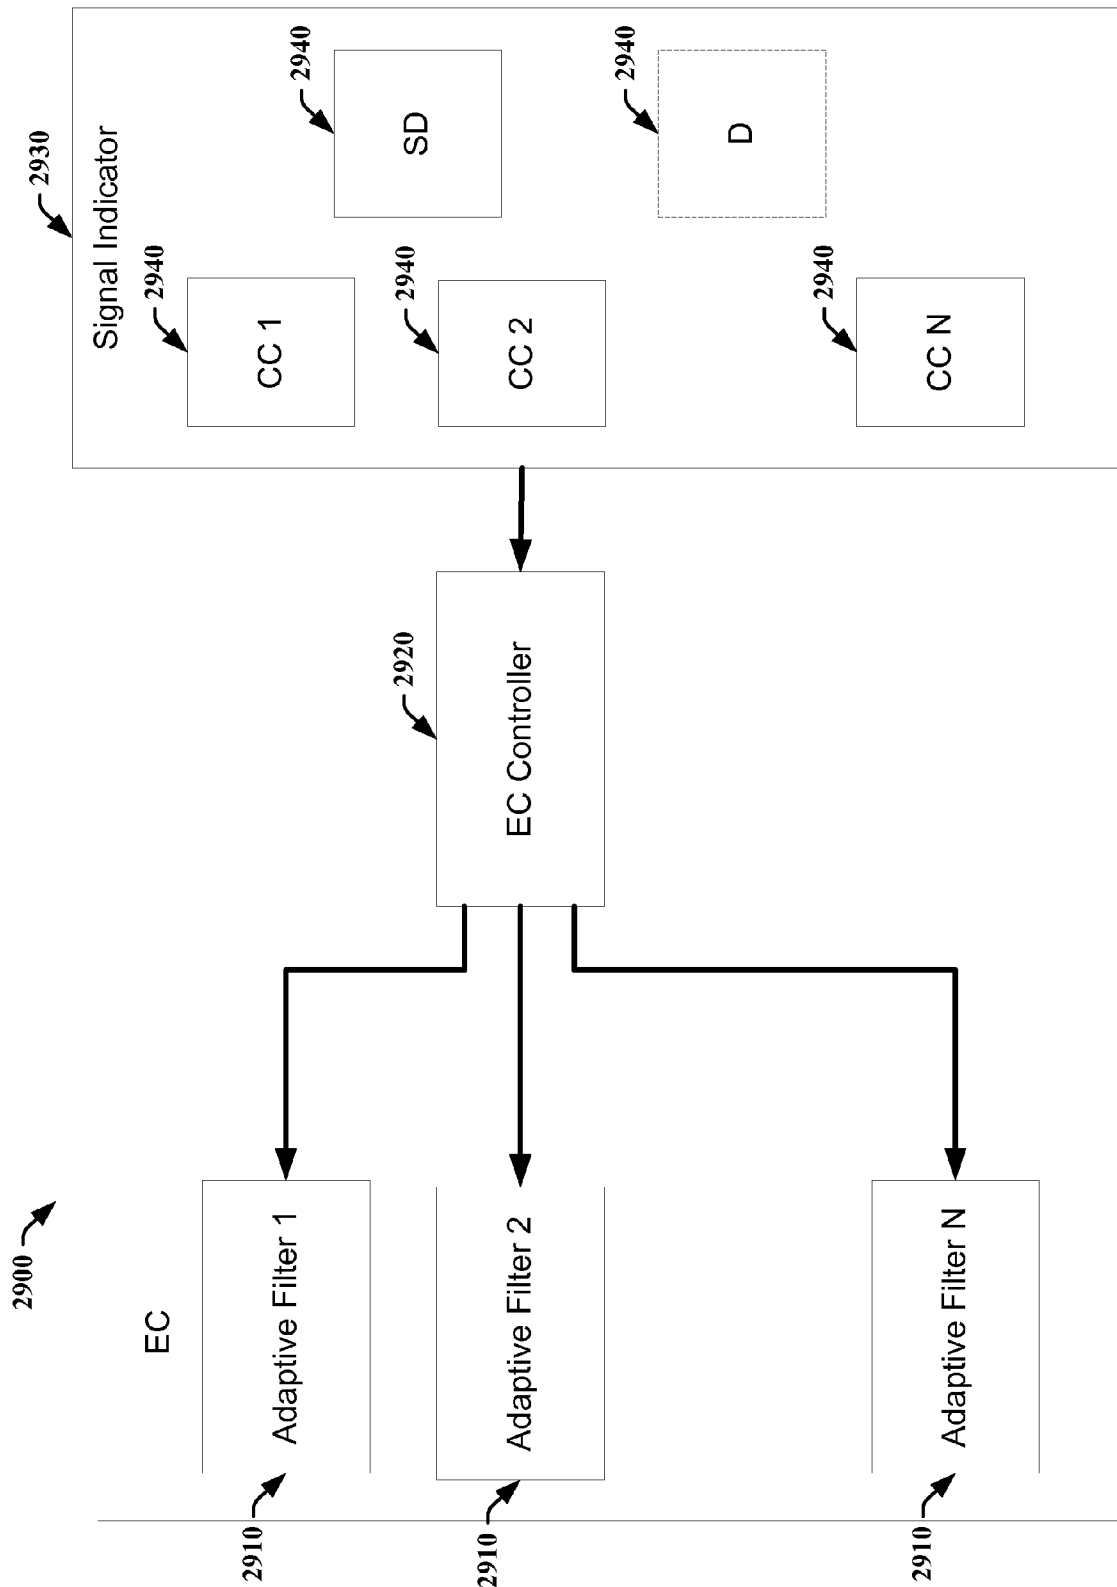 2900
EC
2910
Adaptive Filter 1
2910
Adaptive Filter 2
2910
Adaptive Filter N
2920
EC Controller
2930
Signal Indicator
2940
CC 1
2940
SD
2940
CC 2
2940
D
2940
CC N